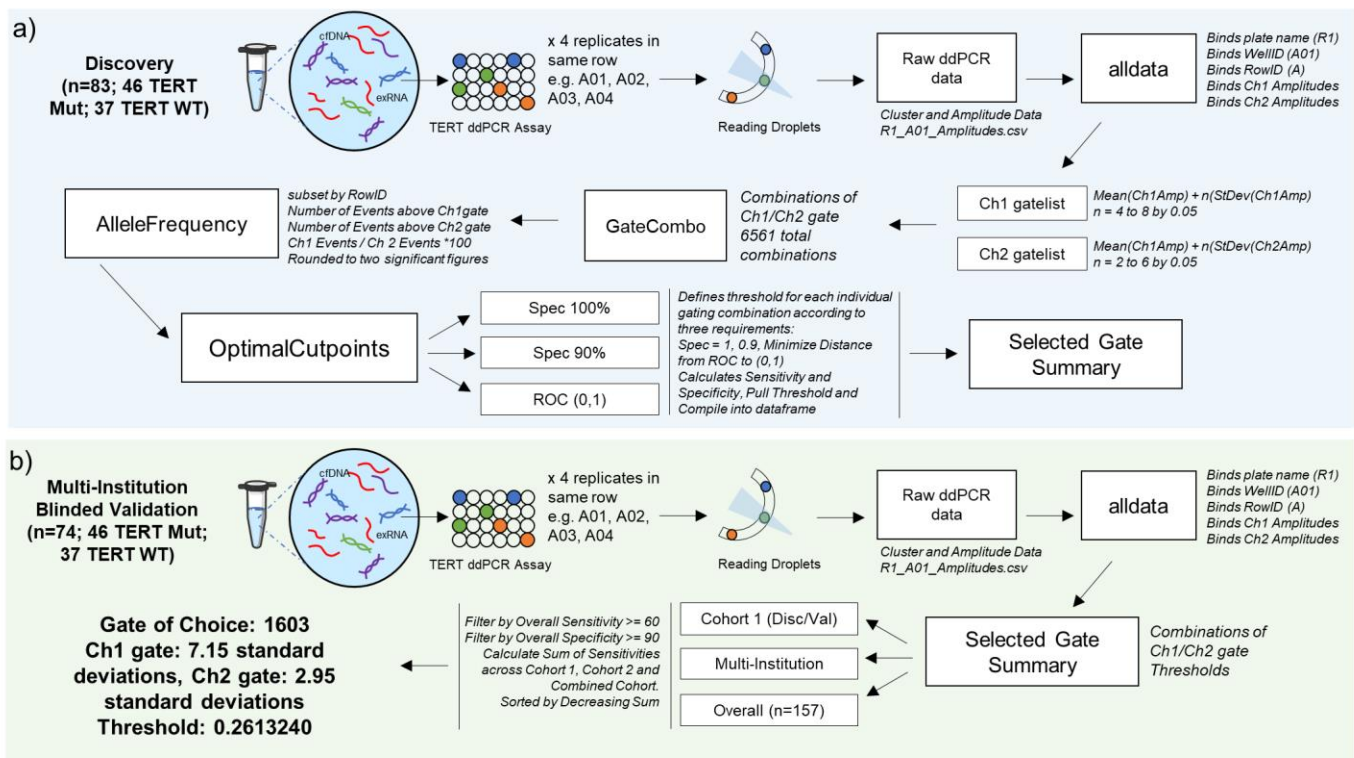 a)
Discovery
(n=83; 46 TERT
Mut; 37 TERT WT)
cfDNA
exRNA
TERT ddPCR Assay
x 4 replicates in
same row
e.g. A01, A02,
A03, A04
Reading Droplets
Raw ddPCR
data
Cluster and Amplitude Data
R1_A01_Amplitudes.csv
alldata
Binds plate name (R1)
Binds WellID (A01)
Binds RowID (A)
Binds Ch1 Amplitudes
Binds Ch2 Amplitudes
Ch1 gatelist
Mean(Ch1Amp) + n(StDev(Ch1Amp)
n = 4 to 8 by 0.05
Ch2 gatelist
Mean(Ch1Amp) + n(StDev(Ch2Amp)
n = 2 to 6 by 0.05
GateCombo
Combinations of
Ch1/Ch2 gate
6561 total
combinations
AlleleFrequency
subset by RowID
Number of Events above Ch1gate
Number of Events above Ch2 gate
Ch1 Events / Ch 2 Events *100
Rounded to two significant figures
OptimalCutpoints
Spec 100%
Spec 90%
ROC (0,1)
Defines threshold for each individual
gating combination according to
three requirements:
Spec = 1, 0.9, Minimize Distance
from ROC to (0,1)
Calculates Sensitivity and
Specificity, Pull Threshold and
Compile into dataframe
Selected Gate
Summary
b)
Multi-Institution
Blinded Validation
(n=74; 46 TERT Mut;
37 TERT WT)
cfDNA
exRNA
TERT ddPCR Assay
x 4 replicates in
same row
e.g. A01, A02,
A03, A04
Reading Droplets
Raw ddPCR
data
Cluster and Amplitude Data
R1_A01_Amplitudes.csv
alldata
Binds plate name (R1)
Binds WellID (A01)
Binds RowID (A)
Binds Ch1 Amplitudes
Binds Ch2 Amplitudes
Selected Gate
Summary
Combinations of
Ch1/Ch2 gate
Thresholds
Cohort 1 (Disc/Val)
Multi-Institution
Overall (n=157)
Filter by Overall Sensitivity >= 60
Filter by Overall Specificity >= 90
Calculate Sum of Sensitivities
across Cohort 1, Cohort 2 and
Combined Cohort.
Sorted by Decreasing Sum
Gate of Choice: 1603
Ch1 gate: 7.15 standard
deviations, Ch2 gate: 2.95
standard deviations
Threshold: 0.2613240